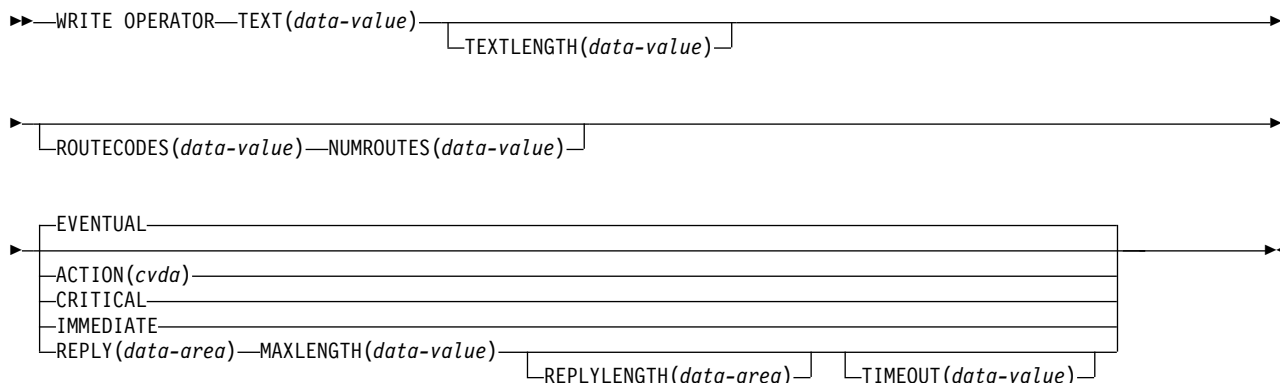 WRITE OPERATOR TEXT(data-value)
TEXTLENGTH(data-value)
ROUTECODES(data-value) NUMROUTES(data-value)
EVENTUAL
ACTION(cvda)
CRITICAL
IMMEDIATE
REPLY(data-area) MAXLENGTH(data-value)
REPLYLENGTH(data-area) TIMEOUT(data-value)